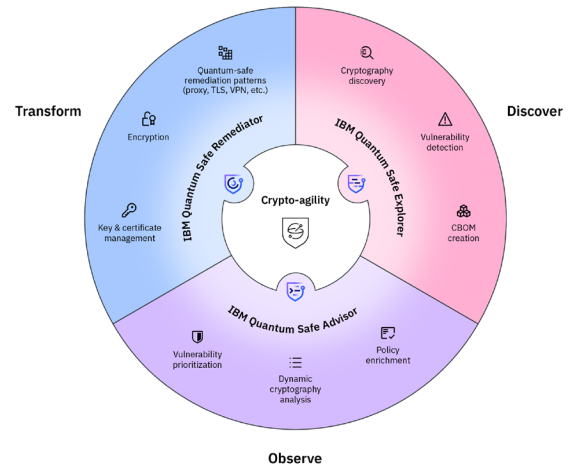 Transform
Discover
Observe
Quantum-safe
remediation patterns
(proxy, TLS, VPN, etc.)
Encryption
Key & certificate
management
IBM Quantum Safe Remediator
Cryptography
discovery
Vulnerability
detection
CBOM
creation
IBM Quantum Safe Explorer
Crypto-agility
IBM Quantum Safe Advisor
Vulnerability
prioritization
Dynamic
cryptography
analysis
Policy
enrichment